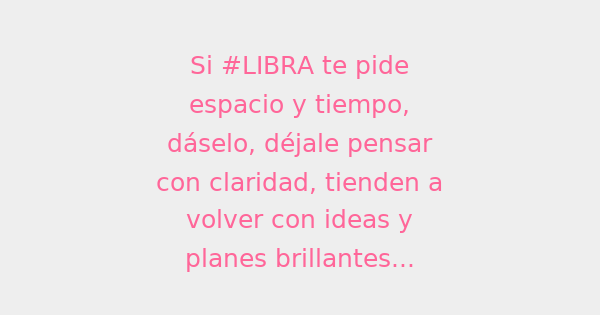 Si #LIBRA te pide
espacio y tiempo,
dáselo, déjale pensar
con claridad, tienden a
volver con ideas y
planes brillantes...